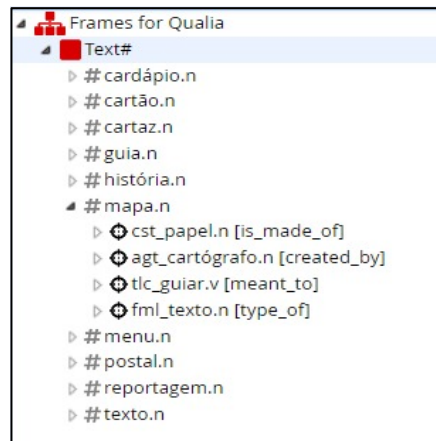 Frames for Qualia
Text#
#cardápio.n
#cartão.n
#cartaz.n
#guia.n
#história.n
#mapa.n
cst_papel.n [is_made_of]
agt_cartógrafo.n [created_by]
tlc_guiar.v [meant_to]
fml_texto.n [type_of]
#menu.n
#postal.n
#reportagem.n
#texto.n